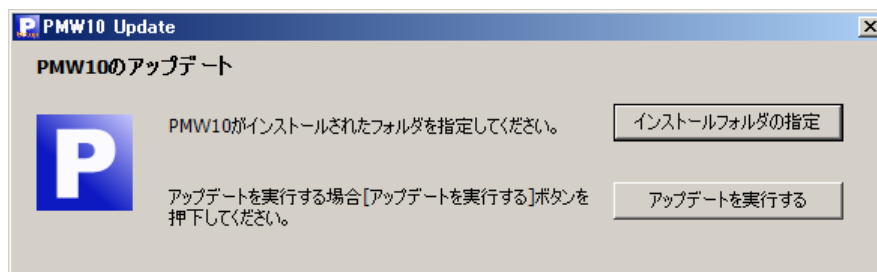 PMW10 Update
PMW10のアップデート
P
PMW10がインストールされたフォルダを指定してください。
インストールフォルダの指定
アップデートを実行する場合[アップデートを実行する]ボタンを
押下してください。
アップデートを実行する